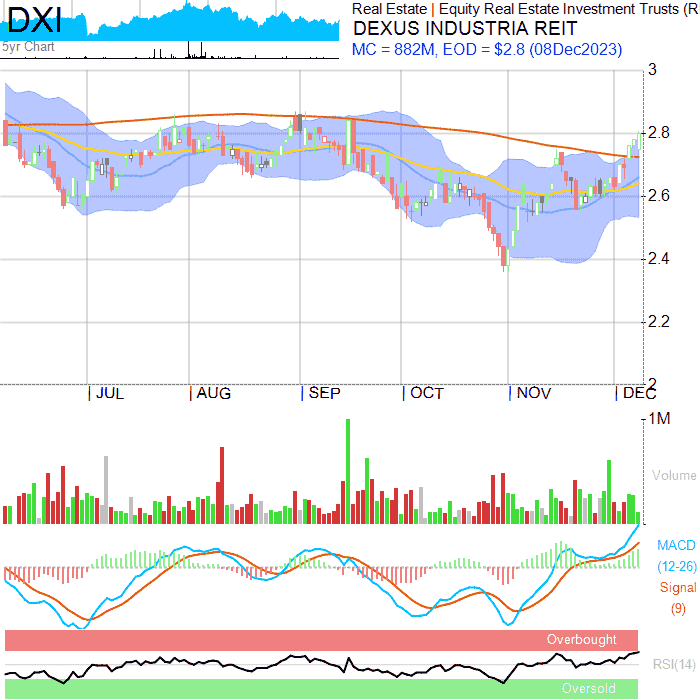 DXI
5yr Chart
Real Estate | Equity Real Estate Investment Trusts (R
DEXUS INDUSTRIA REIT
MC = 882M, EOD = $2.8 (08Dec2023)
3
2.8
2.6
2.4
2.2
2
JUL AUG SEP OCT NOV DEC
1M
Volume
MACD
(12-26)
Signal
(9)
Overbought
RSI(14)
Oversold